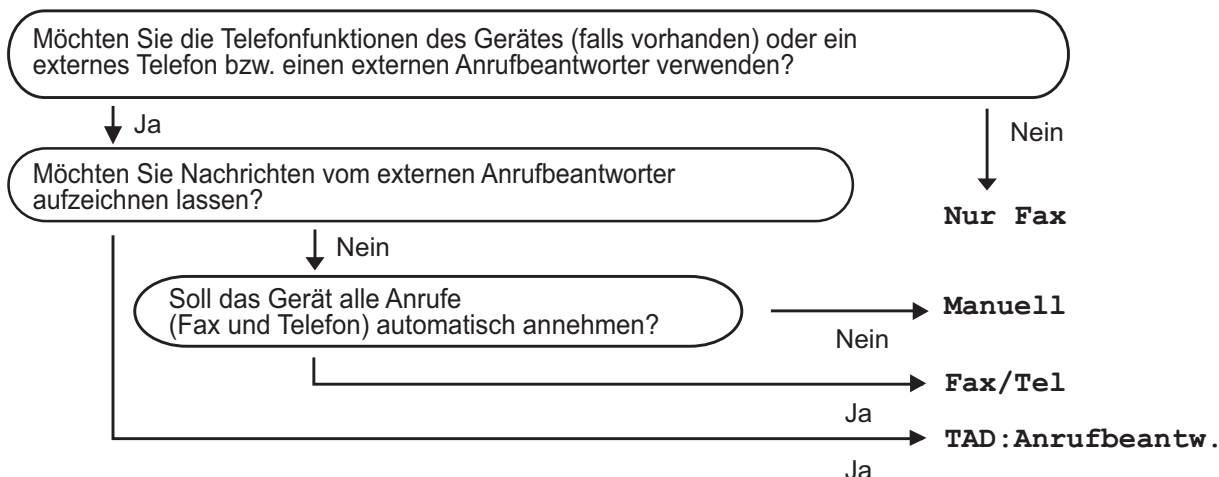 Möchten Sie die Telefonfunktionen des Gerätes (falls vorhanden) oder ein
externes Telefon bzw. einen externen Anrufbeantworter verwenden?
Ja
Nein
Möchten Sie Nachrichten vom externen Anrufbeantworter
aufzeichnen lassen?
Nur Fax
Nein
Soll das Gerät alle Anrufe
(Fax und Telefon) automatisch annehmen?
Manuell
Nein
Fax/Tel
Ja
TAD:Anrufbeantw.
Ja